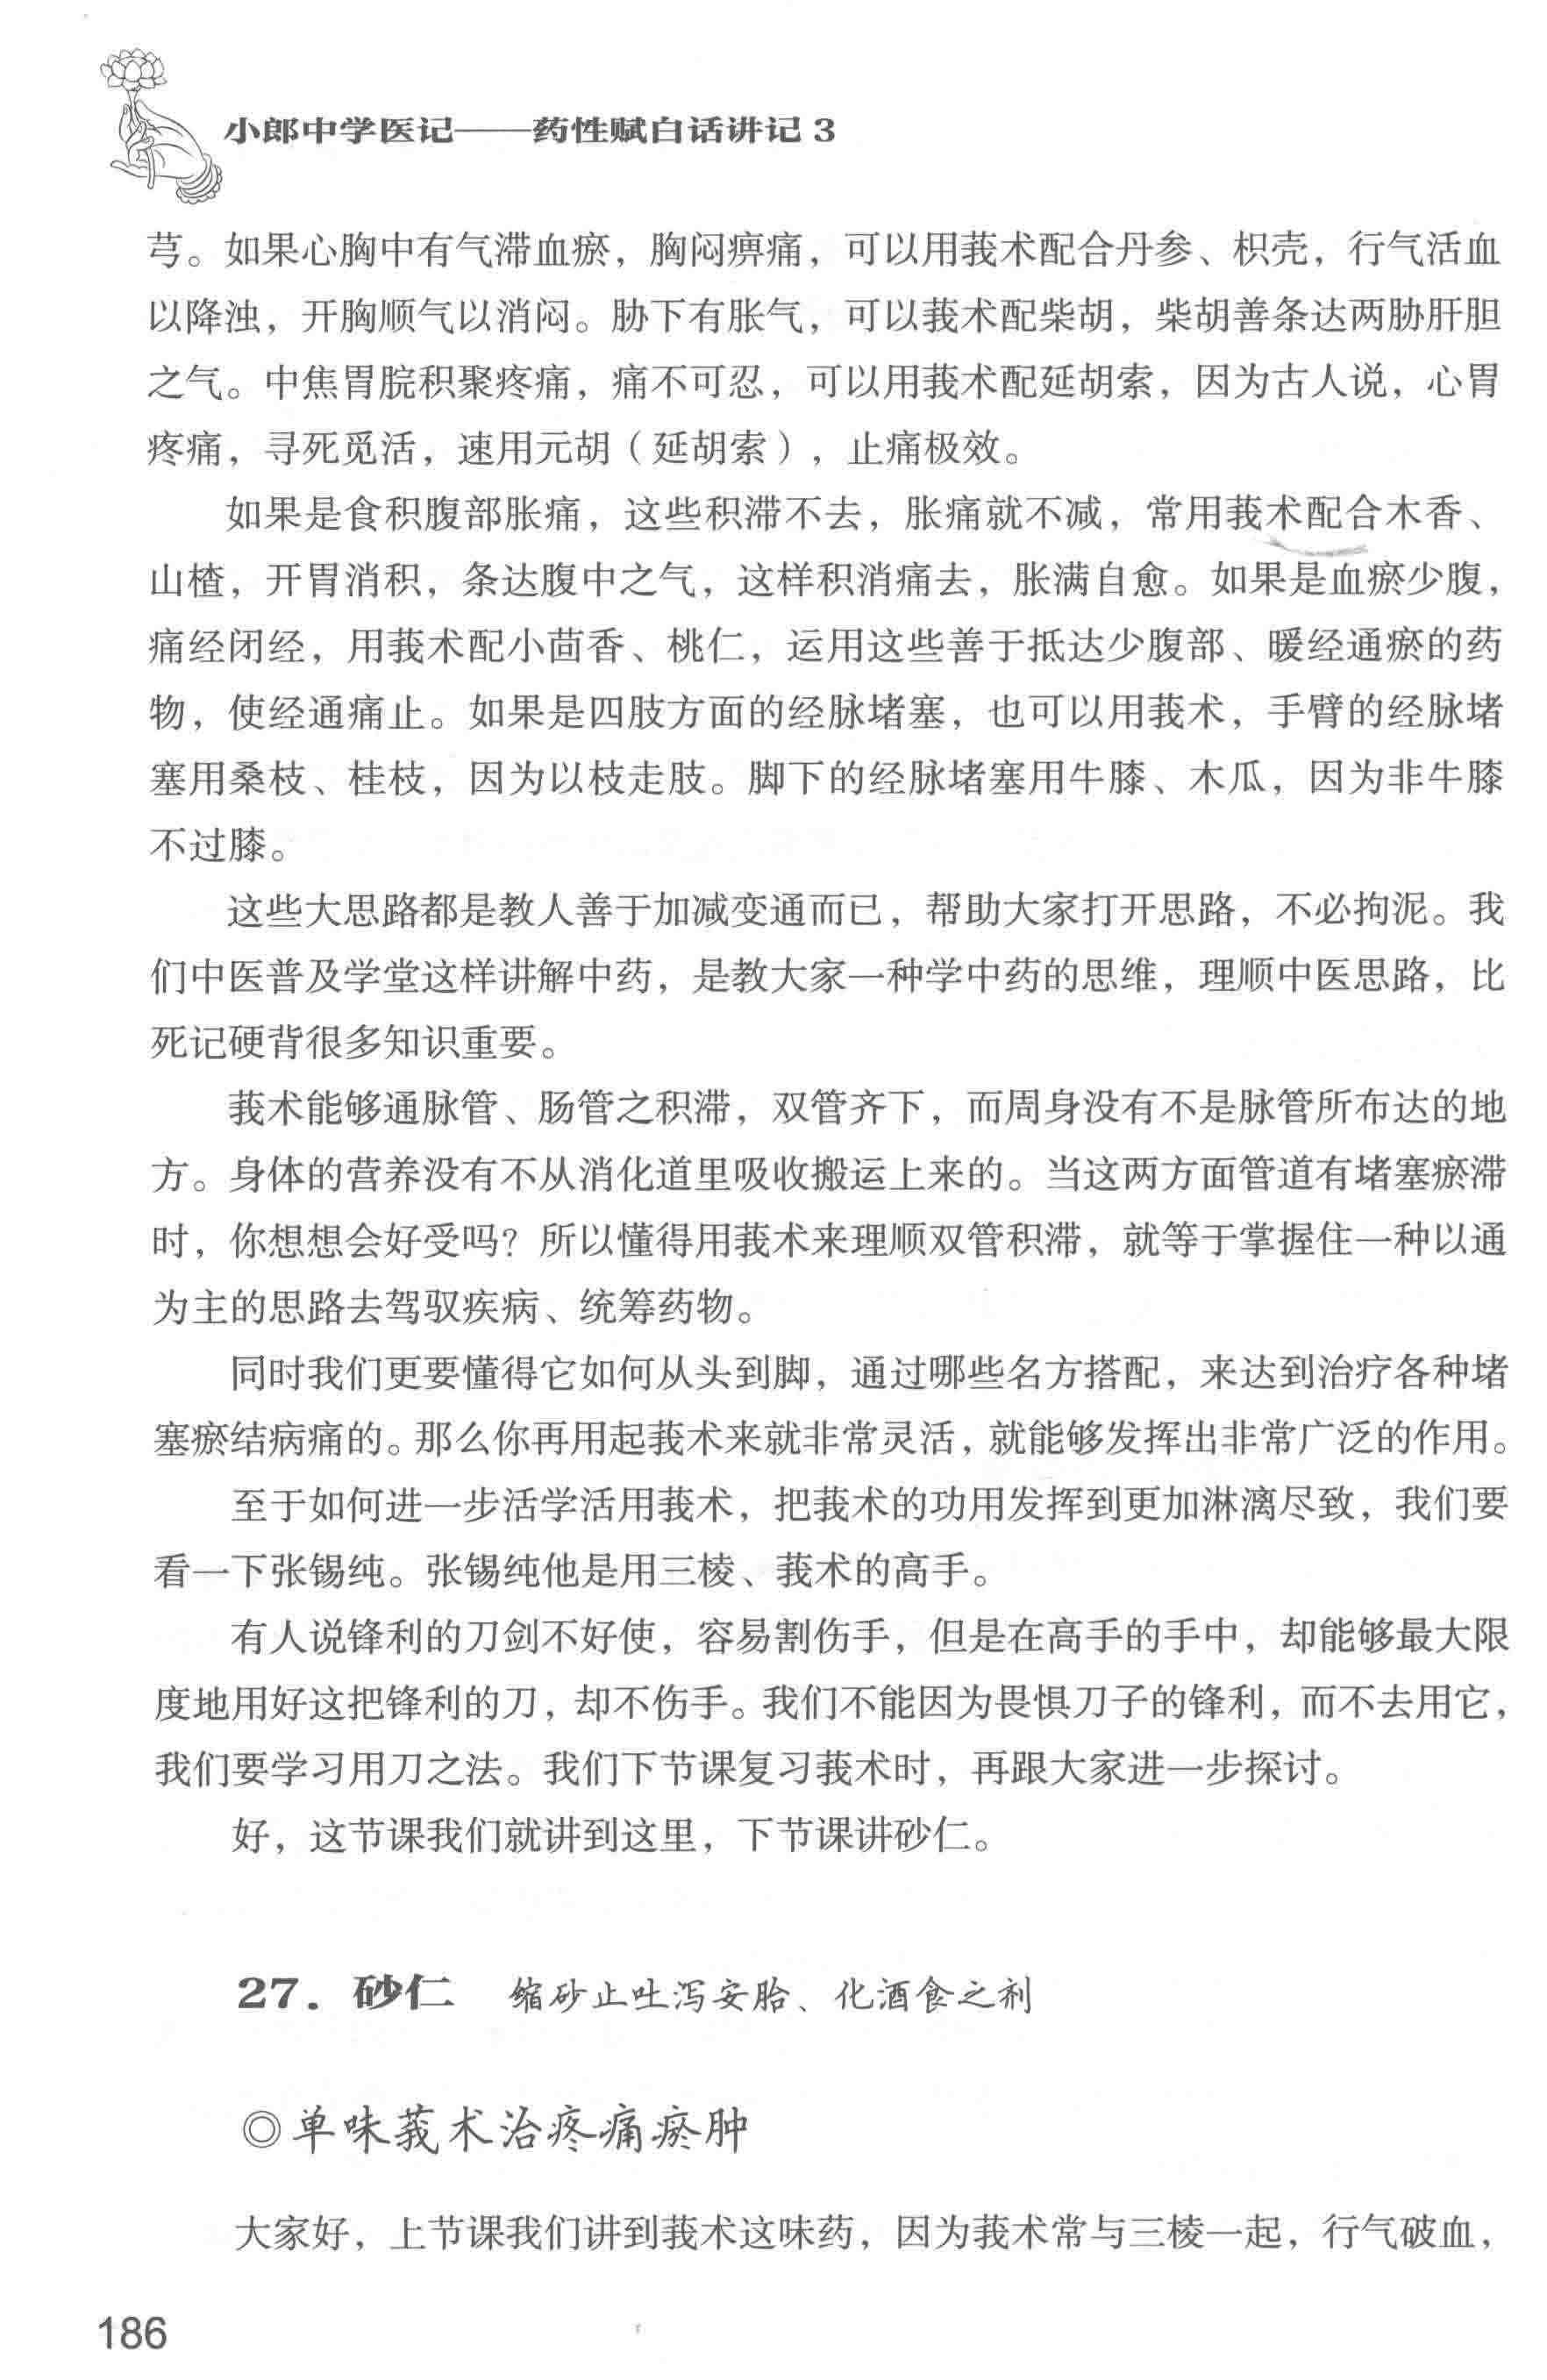 小郎中学医记——药性赋白话讲记 3
芎。如果心胸中有气滞血瘀，胸闷痹痛，可以用莪术配合丹参、枳壳，行气活血
以降浊，开胸顺气以消闷。胁下有胀气，可以莪术配柴胡，柴胡善条达两胁肝胆
之气。中焦胃脘积聚疼痛，痛不可忍，可以用莪术配延胡索，因为古人说，心胃
疼痛，寻死觅活，速用元胡（延胡索），止痛极效。
如果是食积腹部胀痛，这些积滞不去，胀痛就不减，常用莪术配合木香、
山楂，开胃消积，条达腹中之气，这样积消痛去，胀满自愈。如果是血瘀少腹，
痛经闭经，用莪术配小茴香、桃仁，运用这些善于抵达少腹部、暖经通瘀的药
物，使经通痛止。如果是四肢方面的经脉堵塞，也可以用莪术，手臂的经脉堵
塞用桑枝、桂枝，因为以枝走肢。脚下的经脉堵塞用牛膝、木瓜，因为非牛膝
不过膝。
这些大思路都是教人善于加减变通而已，帮助大家打开思路，不必拘泥。我
们中医普及学堂这样讲解中药，是教大家一种学中药的思维，理顺中医思路，比
死记硬背很多知识重要。
莪术能够通脉管、肠管之积滞，双管齐下，而周身没有不是脉管所布达的地
方。身体的营养没有不从消化道里吸收搬运上来的。当这两方面管道有堵塞瘀滞
时，你想想会好受吗？所以懂得用莪术来理顺双管积滞，就等于掌握住一种以通
为主的思路去驾驭疾病、统筹药物。
同时我们更要懂得它如何从头到脚，通过哪些名方搭配，来达到治疗各种堵
塞瘀结病痛的。那么你再用起莪术来就非常灵活，就能够发挥出非常广泛的作用。
至于如何进一步活学活用莪术，把莪术的功用发挥到更加淋漓尽致，我们要
看一下张锡纯。张锡纯他是用三棱、莪术的高手。
有人说锋利的刀剑不好使，容易割伤手，但是在高手的手中，却能够最大限
度地用好这把锋利的刀，却不伤手。我们不能因为畏惧刀子的锋利，而不去用它，
我们要学习用刀之法。我们下节课复习莪术时，再跟大家进一步探讨。
好，这节课我们就讲到这里，下节课讲砂仁。
27．砂仁 缩砂止吐泻安胎、化酒食之剂
◎单味莪术治疼痛瘀肿
大家好，上节课我们讲到莪术这味药，因为莪术常与三棱一起，行气破血，
186